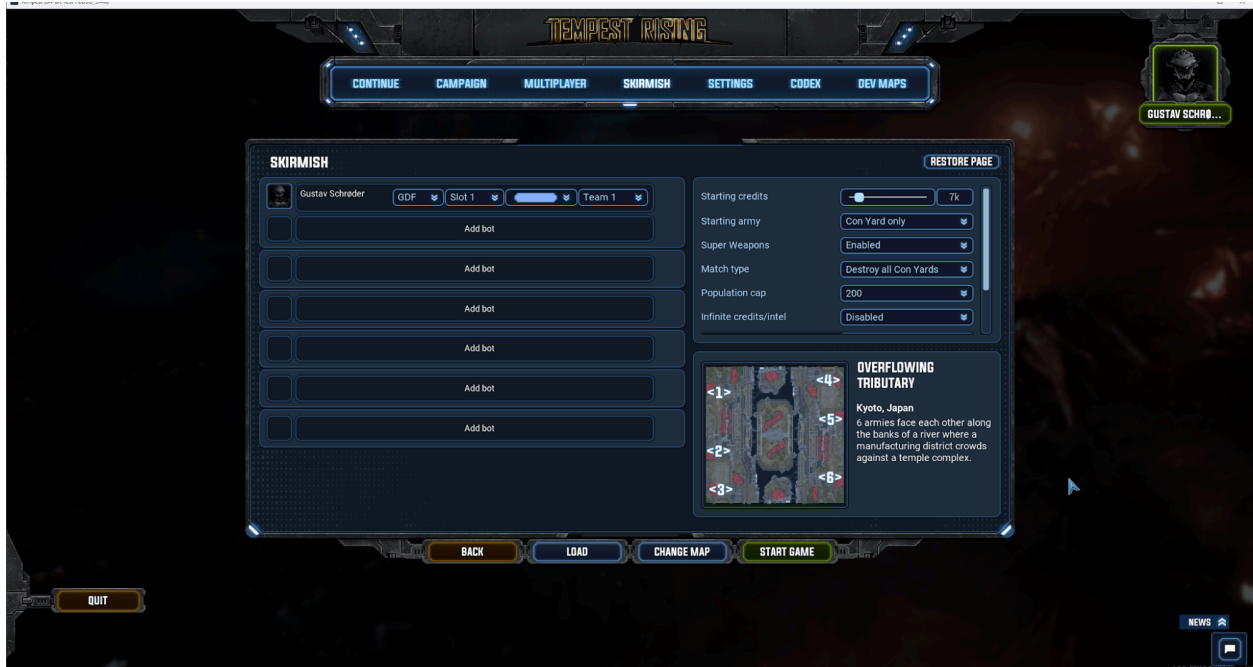 TEMPEST RISING
CONTINUE CAMPAIGN MULTIPLAYER SKIRMISH SETTINGS CODEX DEV MAPS
GUSTAV SCHRØ...
SKIRMISH
RESTORE PAGE
Gustav Schrøder GDF Slot 1 Team 1
Add bot
Add bot
Add bot
Add bot
Add bot
Add bot
Starting credits 7k
Starting army Con Yard only
Super Weapons Enabled
Match type Destroy all Con Yards
Population cap 200
Infinite credits/intel Disabled
<1>
<2>
<3>
<4>
<5>
<6>
OVERFLOWING
TRIBUTARY
Kyoto, Japan
6 armies face each other along
the banks of a river where a
manufacturing district crowds
against a temple complex.
BACK LOAD CHANGE MAP START GAME
QUIT
NEWS